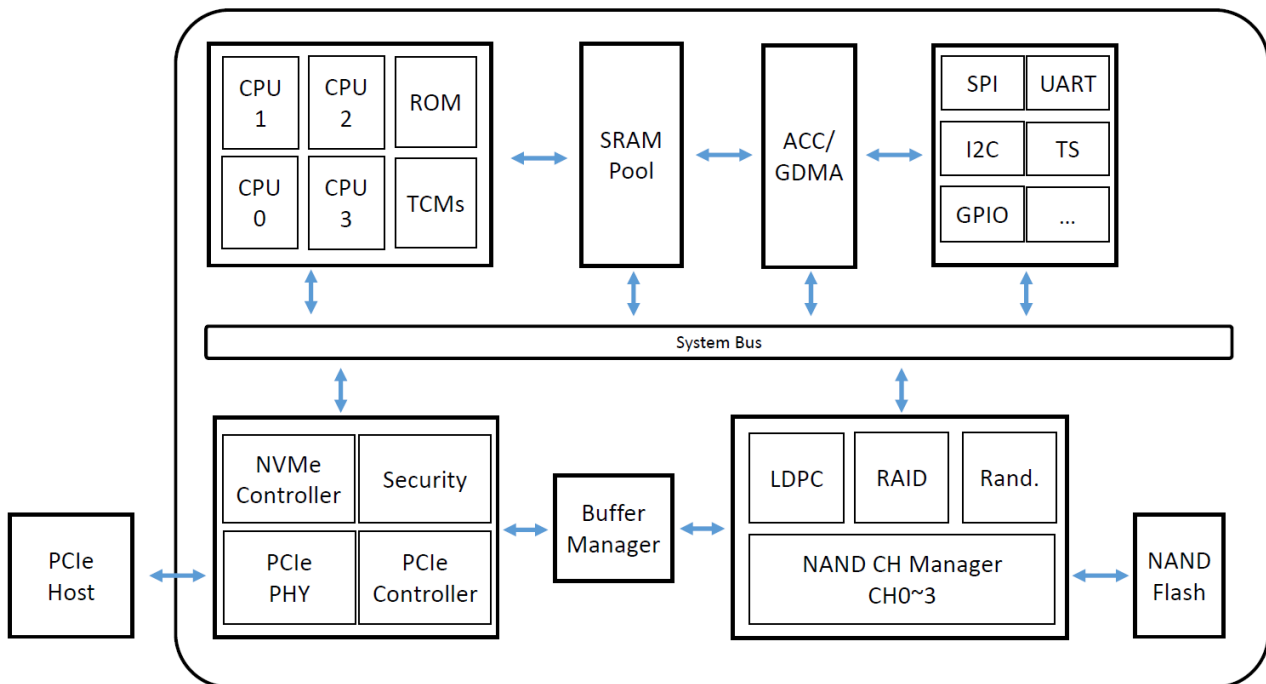 CPU
1
CPU
2
ROM
CPU
0
CPU
3
TCMs
SRAM
Pool
ACC/
GDMA
SPI
UART
I2C
TS
GPIO
...
System Bus
NVMe
Controller
Security
PCIe
PHY
PCIe
Controller
Buffer
Manager
LDPC
RAID
Rand.
NAND CH Manager
CH0~3
PCIe
Host
NAND
Flash